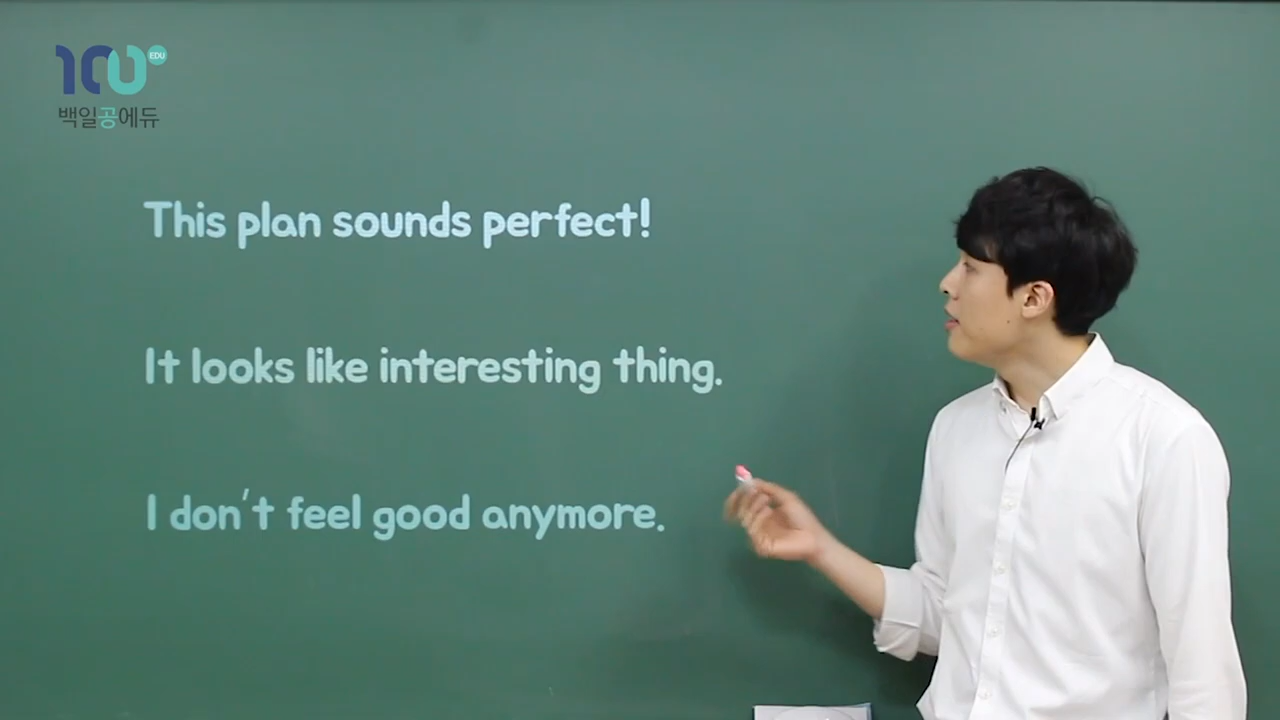 100 EDU
백일공에듀
This plan sounds perfect!
It looks like interesting thing.
I don't feel good anymore.